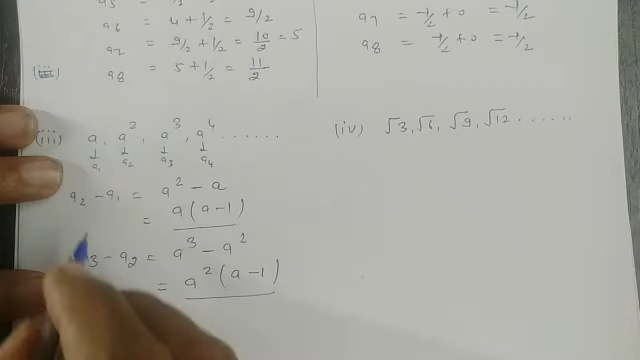 a5
a6 = 4 + 1/2 = 9/2
a7 = 9/2 + 1/2 = 10/2 = 5
a8 = 5 + 1/2 = 11/2
a7 = -1/2 + 0 = -1/2
a8 = -1/2 + 0 = -1/2
(iii) a, a², a³, a⁴ ......
a1 a2 a3 a4
a2 - a1 = a² - a
= a(a-1)
3 - a2 = a³ - a²
= a²(a-1)
(iv) √3, √6, √9, √12 ......